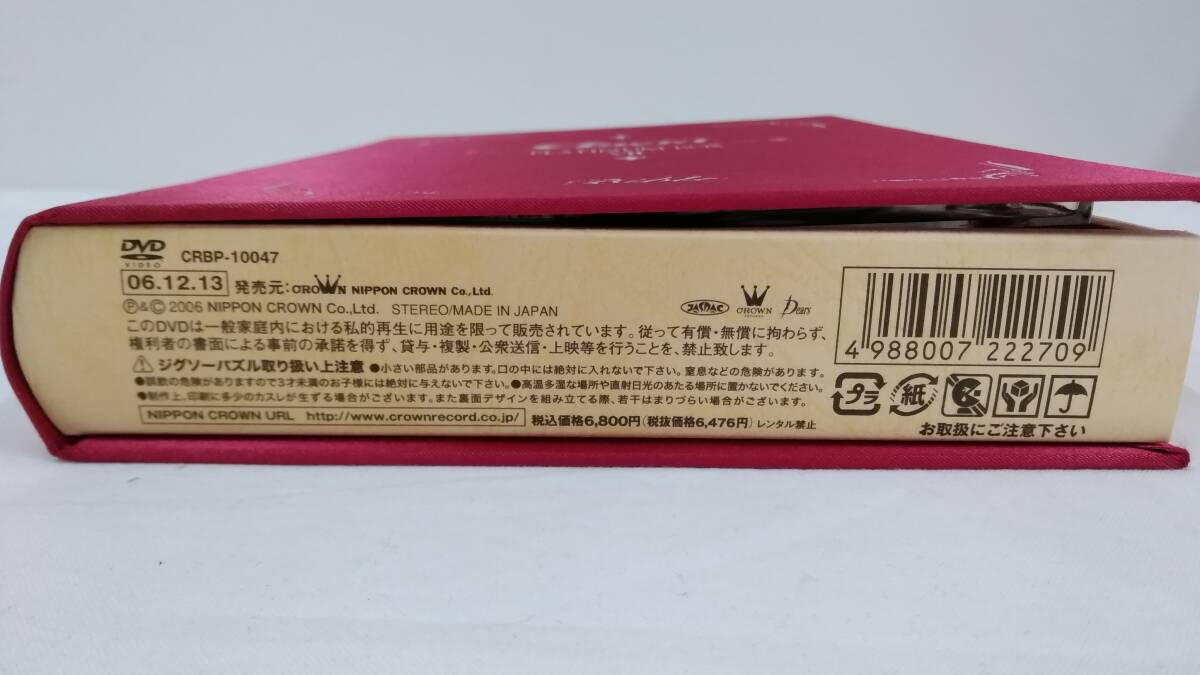 PLATINUM BOX
DVD VIDEO CRBP-10047
06.12.13 発売元:CROWN NIPPON CROWN Co.,Ltd.
Ⓟ&Ⓒ 2006 NIPPON CROWN Co.,Ltd. STEREO/MADE IN JAPAN
JASRAC CROWN Dears
このDVDは一般家庭内における私的再生に用途を限って販売されています。従って有償・無償に拘わらず、
権利者の書面による事前の承諾を得ず、貸与・複製・公衆送信・上映等を行うことを、禁止致します。
ジグソーパズル取り扱い上注意 ●小さい部品があります。口の中には絶対に入れないで下さい。窒息などの危険があります。
●誤飲の危険がありますので3才未満のお子様には絶対に与えないで下さい。●高温多湿な場所や直射日光のあたる場所に置かないでください。
●制作上、印刷に多少のカスレが生ずる場合がございます。また裏面デザインを組み立てる際、若干はまりづらい場合がございます。
NIPPON CROWN URL http://www.crownrecord.co.jp/ 税込価格6,800円(税抜価格6,476円) レンタル禁止
4 988007 222709
プラ 紙
お取扱にご注意下さい